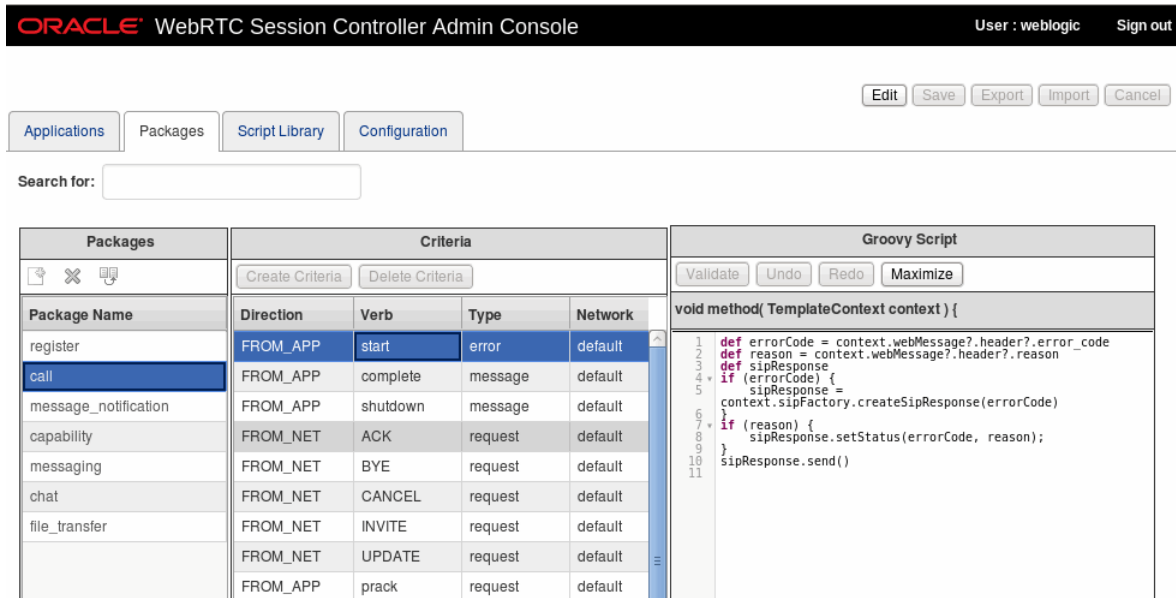 ORACLE WebRTC Session Controller Admin Console User : weblogic Sign out
Edit Save Export Import Cancel
Applications Packages Script Library Configuration
Search for:
Packages
Package Name
register
call
message_notification
capability
messaging
chat
file_transfer
Criteria
Create Criteria Delete Criteria
Direction Verb Type Network
FROM_APP start error default
FROM_APP complete message default
FROM_APP shutdown message default
FROM_NET ACK request default
FROM_NET BYE request default
FROM_NET CANCEL request default
FROM_NET INVITE request default
FROM_NET UPDATE request default
FROM_APP prack request default
Groovy Script
Validate Undo Redo Maximize
void method( TemplateContext context ) {
1 def errorCode = context.webMessage?.header?.error_code
2 def reason = context.webMessage?.header?.reason
3 def sipResponse
4 if (errorCode) {
5 sipResponse =
context.sipFactory.createSipResponse(errorCode)
6 }
7 if (reason) {
8 sipResponse.setStatus(errorCode, reason);
9 }
10 sipResponse.send()
11